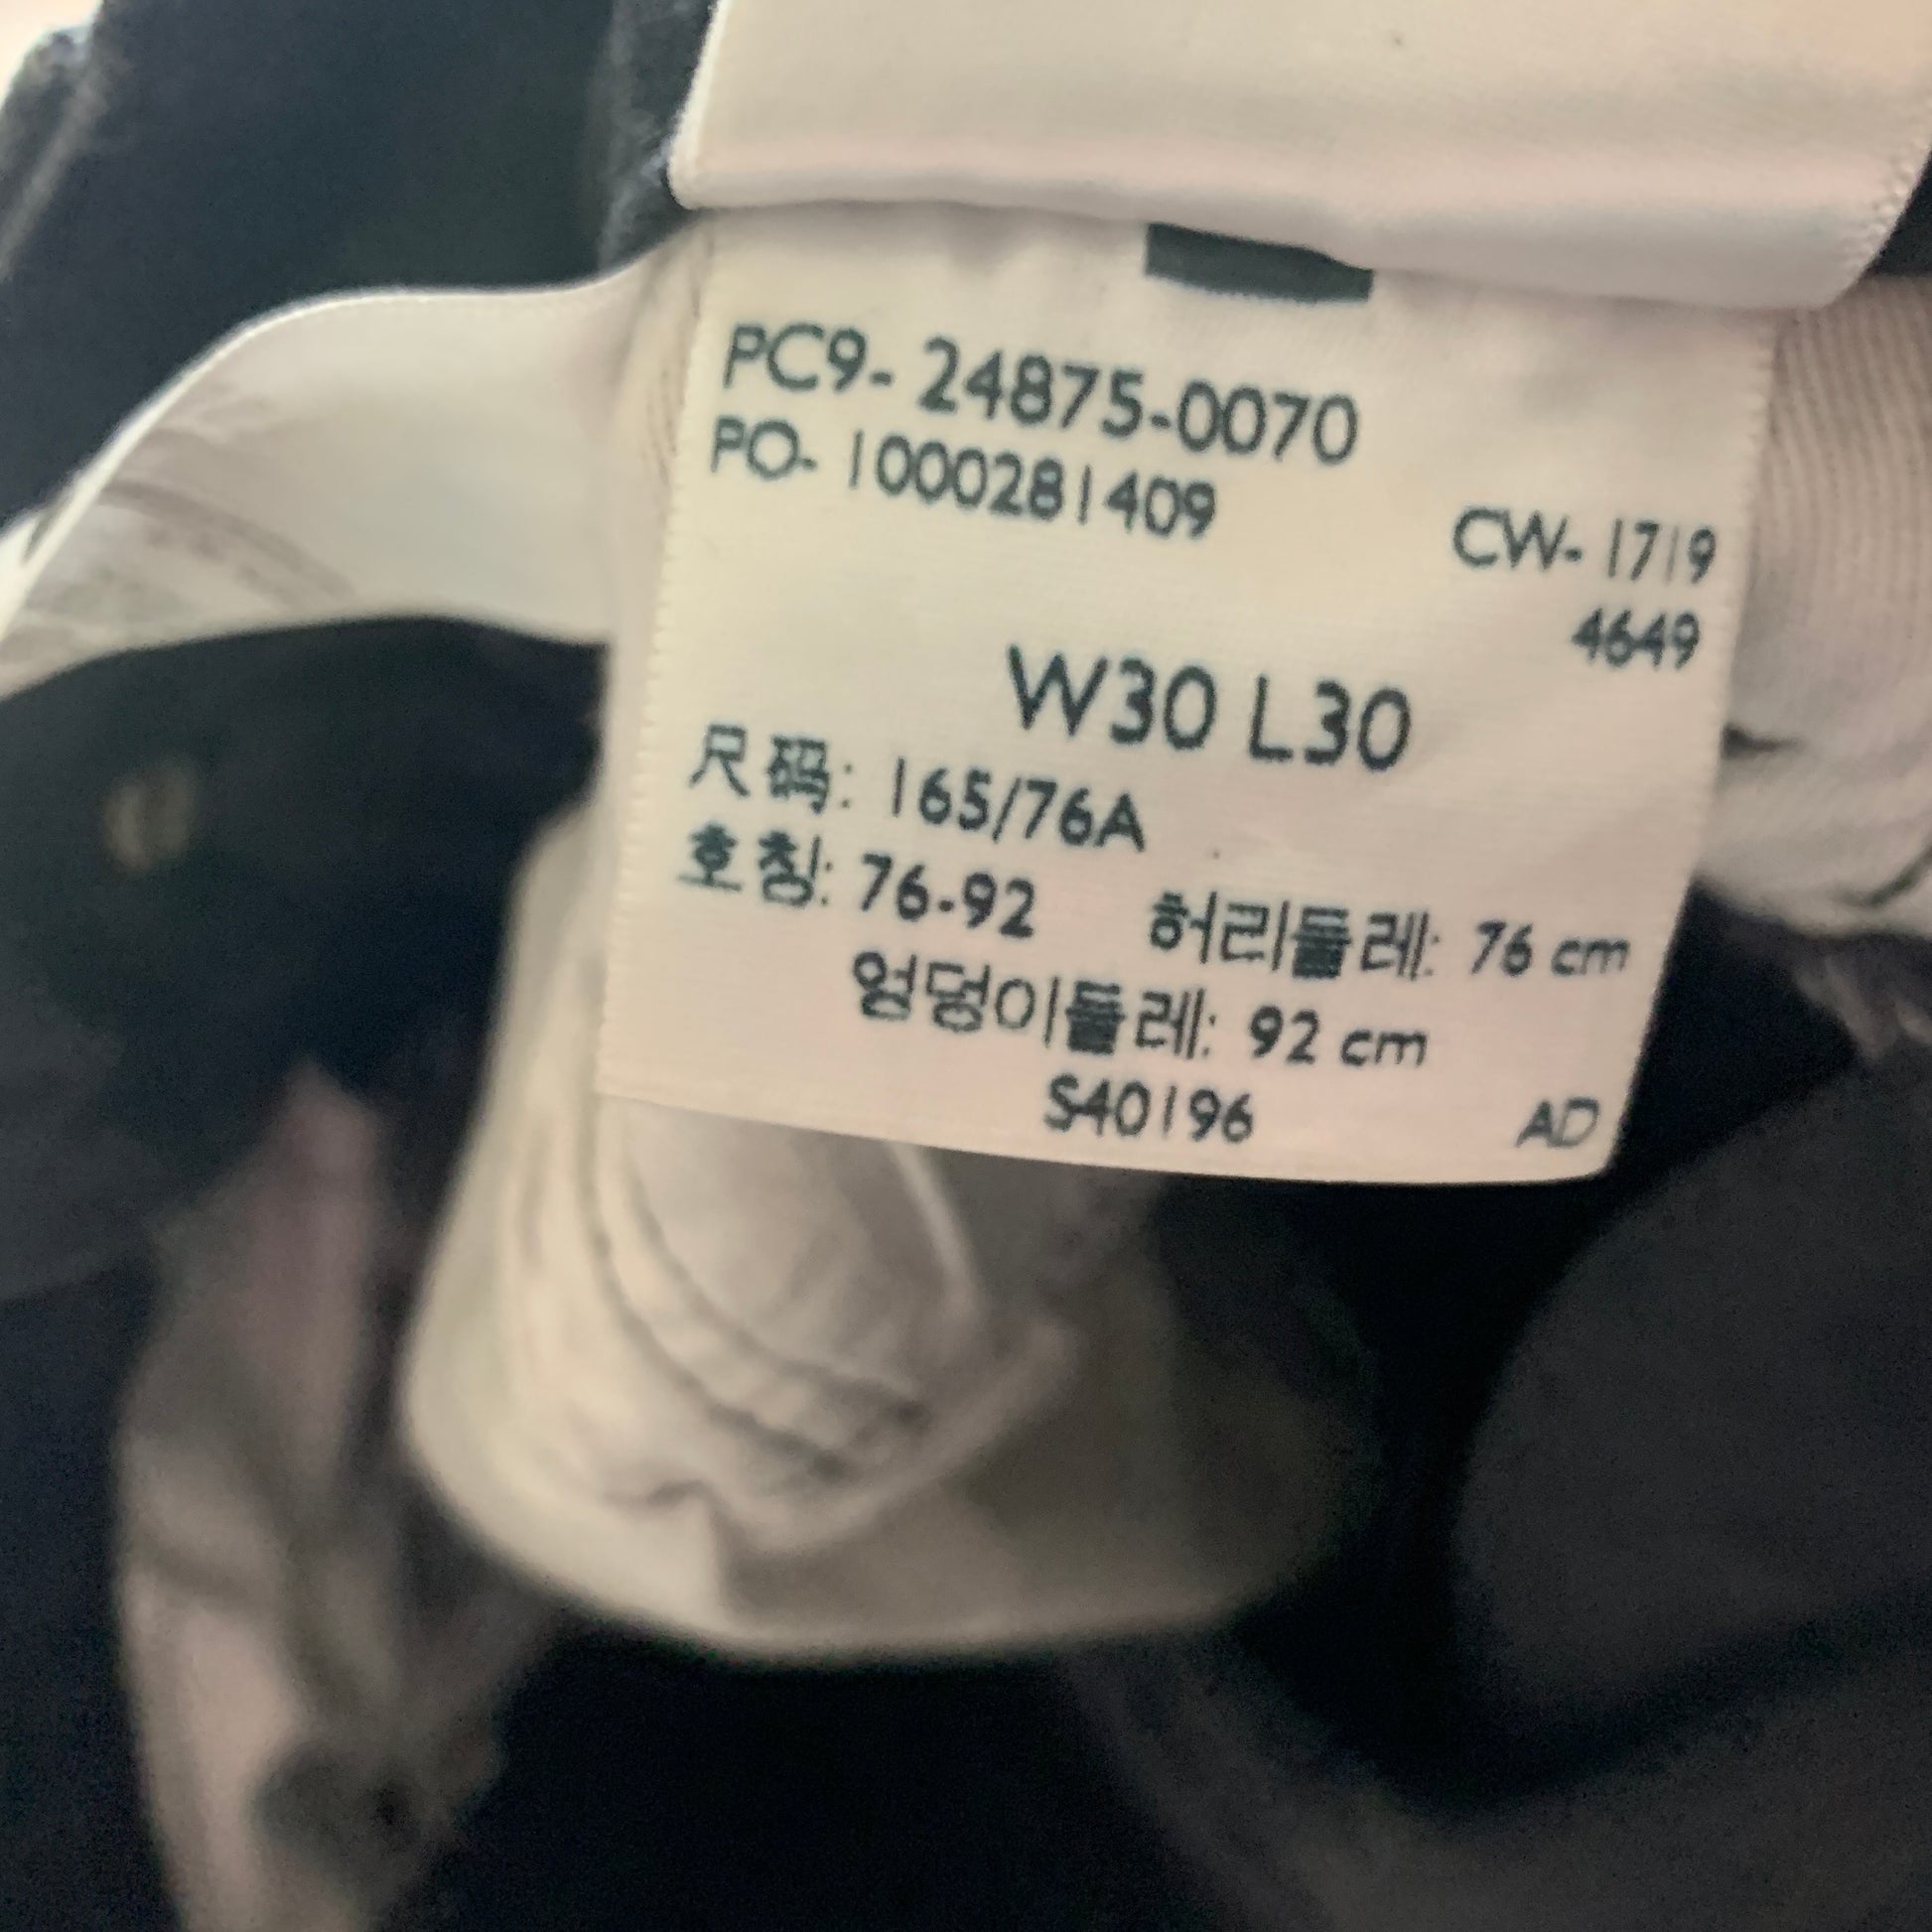 PC9- 24875-0070
PO- 1000281409
CW- 1719
4649
W30 L30
尺码: 165/76A
호칭: 76-92 허리둘레: 76 cm
엉덩이둘레: 92 cm
S40196 AD